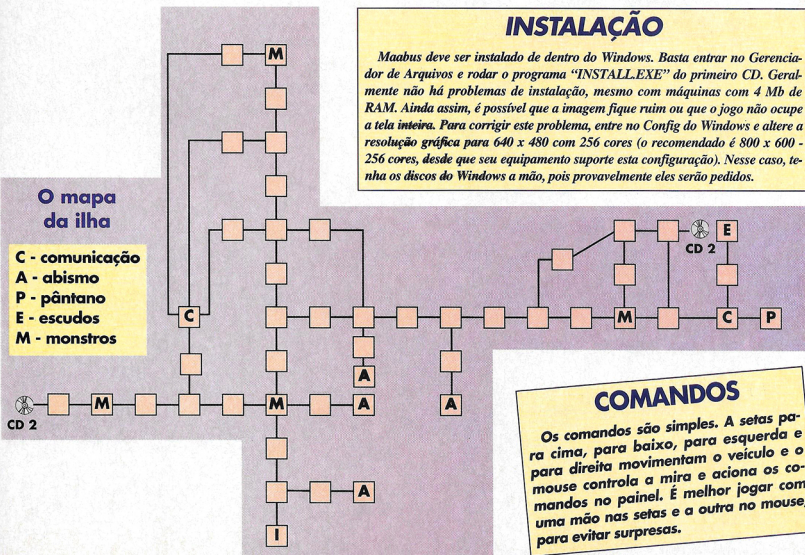 INSTALAÇÃO
Maabus deve ser instalado de dentro do Windows. Basta entrar no Gerencia-
dor de Arquivos e rodar o programa “INSTALL.EXE” do primeiro CD. Geral-
mente não há problemas de instalação, mesmo com máquinas com 4 Mb de
RAM. Ainda assim, é possível que a imagem fique ruim ou que o jogo não ocupe
a tela inteira. Para corrigir este problema, entre no Config do Windows e altere a
resolução gráfica para 640 x 480 com 256 cores (o recomendado é 800 x 600 -
256 cores, desde que seu equipamento suporte esta configuração). Nesse caso, te-
nha os discos do Windows a mão, pois provavelmente eles serão pedidos.
O mapa
da ilha
C - comunicação
A - abismo
P - pântano
E - escudos
M - monstros
M
E
CD 2
C
M
C
P
A
A
CD 2
M
M
A
A
I
COMANDOS
Os comandos são simples. A setas pa-
ra cima, para baixo, para esquerda e
para direita movimentam o veículo e o
mouse controla a mira e aciona os co-
mandos no painel. É melhor jogar com
uma mão nas setas e a outra no mouse,
para evitar surpresas.